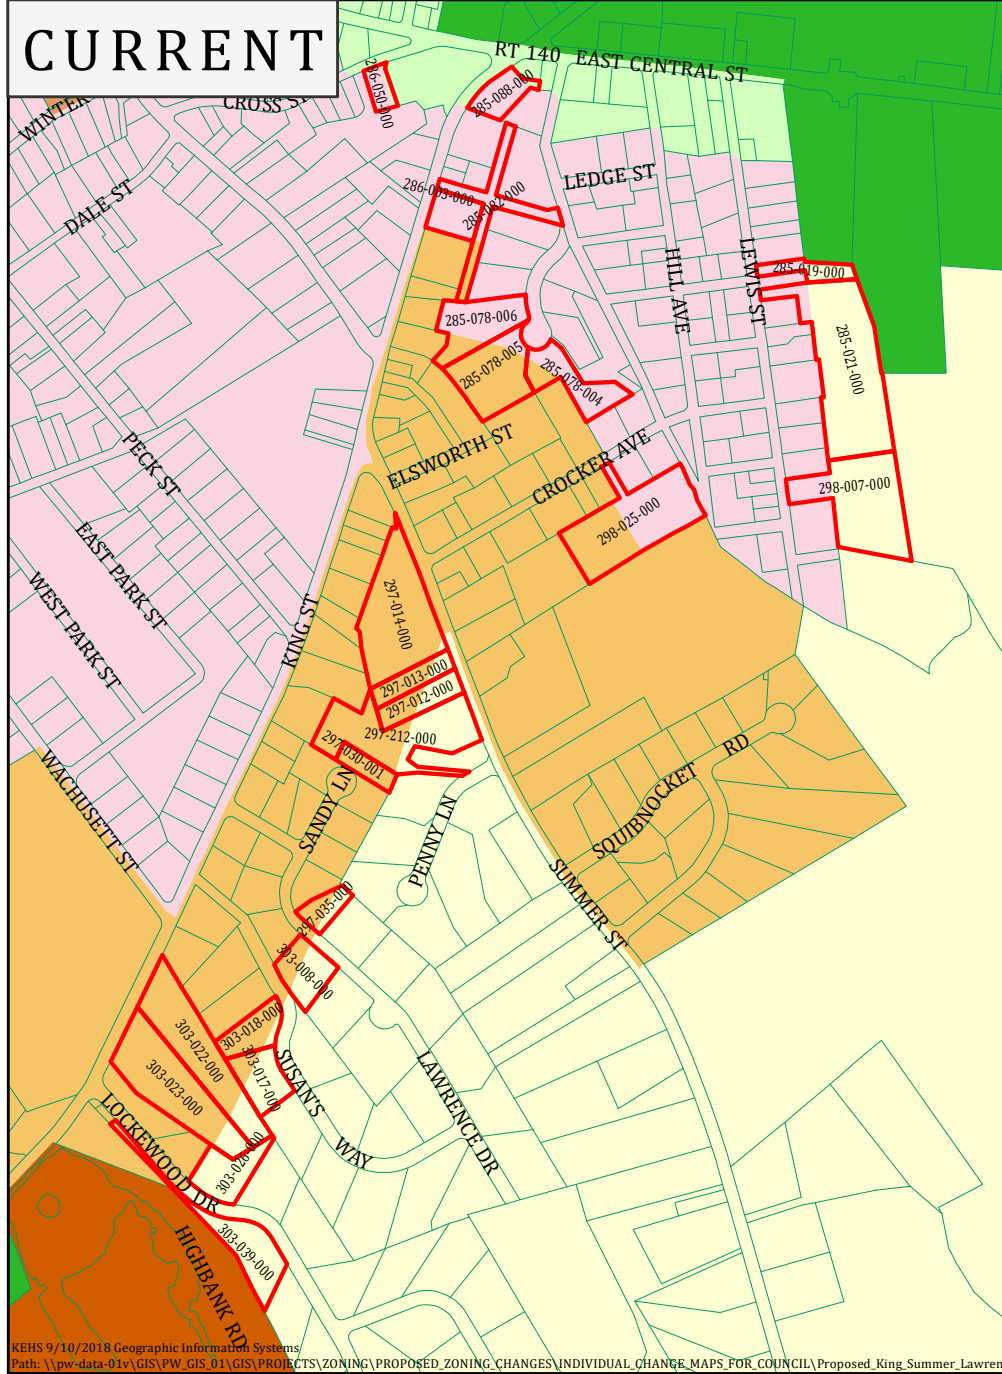 CURRENT
RT 140 EAST CENTRAL ST
286-050-000
285-088-000
WINTER
CROSS ST
LEDGE ST
DALE ST
286-003-000
285-082-000
HILL AVE
LEWIS ST
285-019-000
285-078-006
285-021-000
285-078-005
285-078-004
PECK ST
ELSWORTH ST
CROCKER AVE
298-007-000
298-025-000
EAST PARK ST
WEST PARK ST
KING ST
297-014-000
297-013-000
297-012-000
297-212-000
297-030-001
SANDY LN
PENNY LN
SQUIBNOCKET RD
WACHUSETT ST
SUMMER ST
297-035-000
303-008-000
303-018-000
303-022-000
303-017-000
303-023-000
SUSAN'S WAY
LAWRENCE DR
LOCKEWOOD DR
303-026-000
303-039-000
HIGHBANK RD
KEHS 9/10/2018 Geographic Information Systems
Path: \\pw-data-01v\GIS\PW_GIS_01\GIS\PROJECTS\ZONING\PROPOSED_ZONING_CHANGES\INDIVIDUAL_CHANGE_MAPS_FOR_COUNCIL\Proposed_King_Summer_Lawren